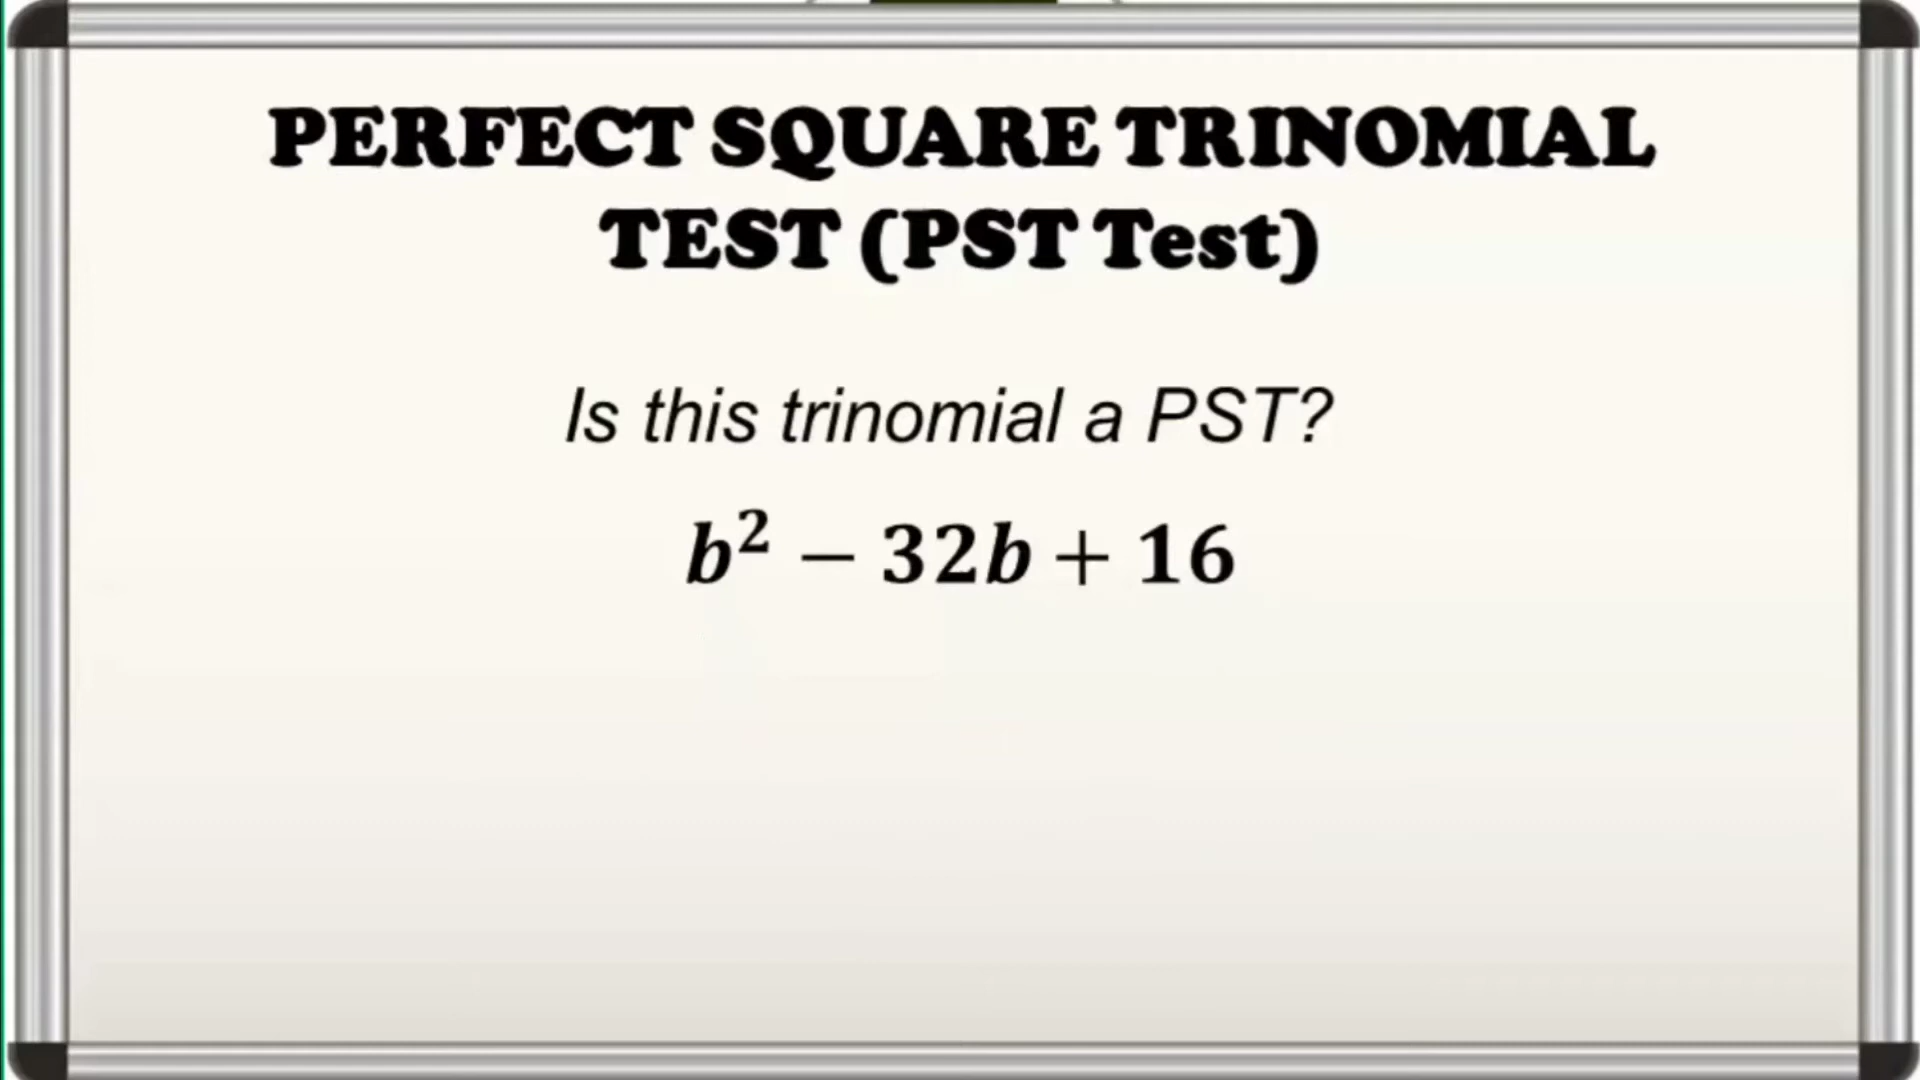 PERFECT SQUARE TRINOMIAL
TEST (PST Test)
Is this trinomial a PST?
b² − 32b + 16